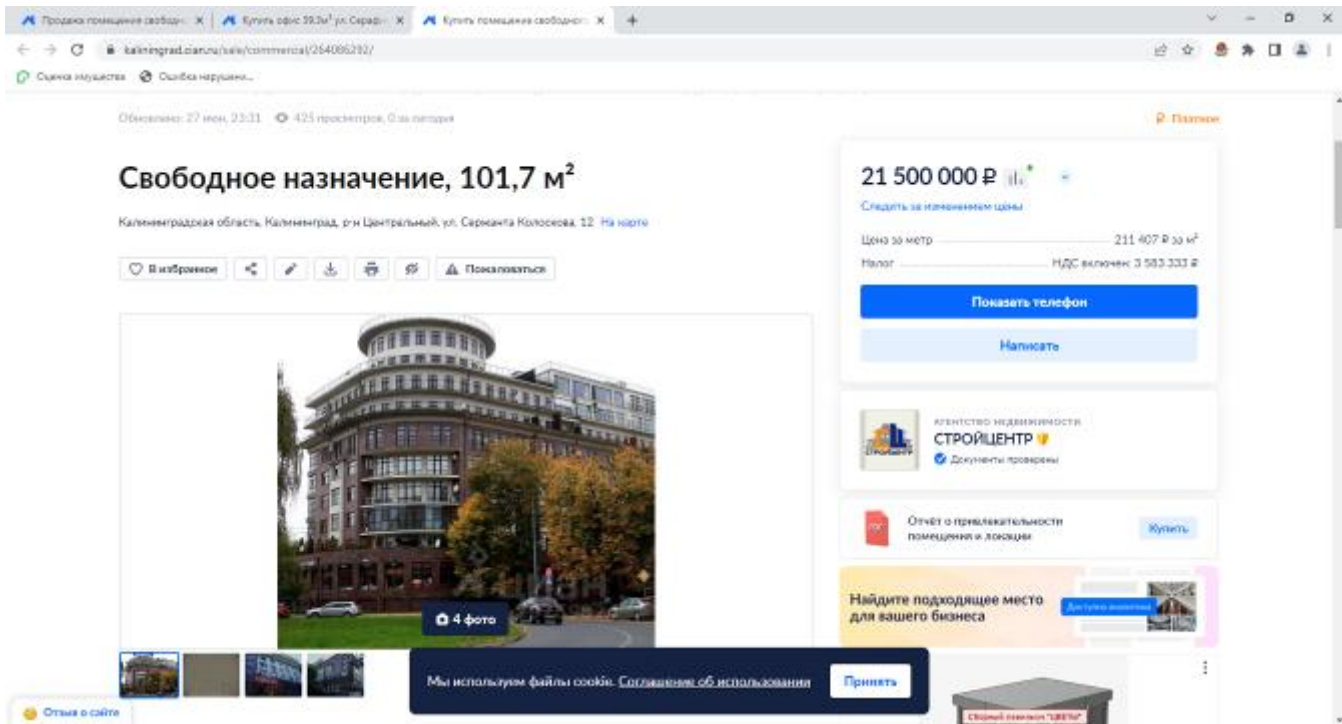 Продажа помещения свободн
Купить офис 39.3м² ул. Сераф
Купить помещение свободного
kaliningrad.cian.ru/sale/commercial/264086292/
Оценка имущества
Ошибка нарушени...
Обновлено: 27 июн, 23:31
425 просмотров, 0 за сегодня
Платное
Свободное назначение, 101,7 м²
Калининградская область, Калининград, р-н Центральный, ул. Сержанта Колоскова, 12 На карте
В избранное
Пожаловаться
4 фото
21 500 000 ₽
Следить за изменением цены
Цена за метр 211 407 ₽ за м²
Налог НДС включен: 3 583 333 ₽
Показать телефон
Написать
АГЕНТСТВО НЕДВИЖИМОСТИ
СТРОЙЦЕНТР
Документы проверены
Отчёт о привлекательности
помещения и локации
Купить
Найдите подходящее место
для вашего бизнеса
Мы используем файлы cookie. Соглашение об использовании
Принять
Отзыв о сайте